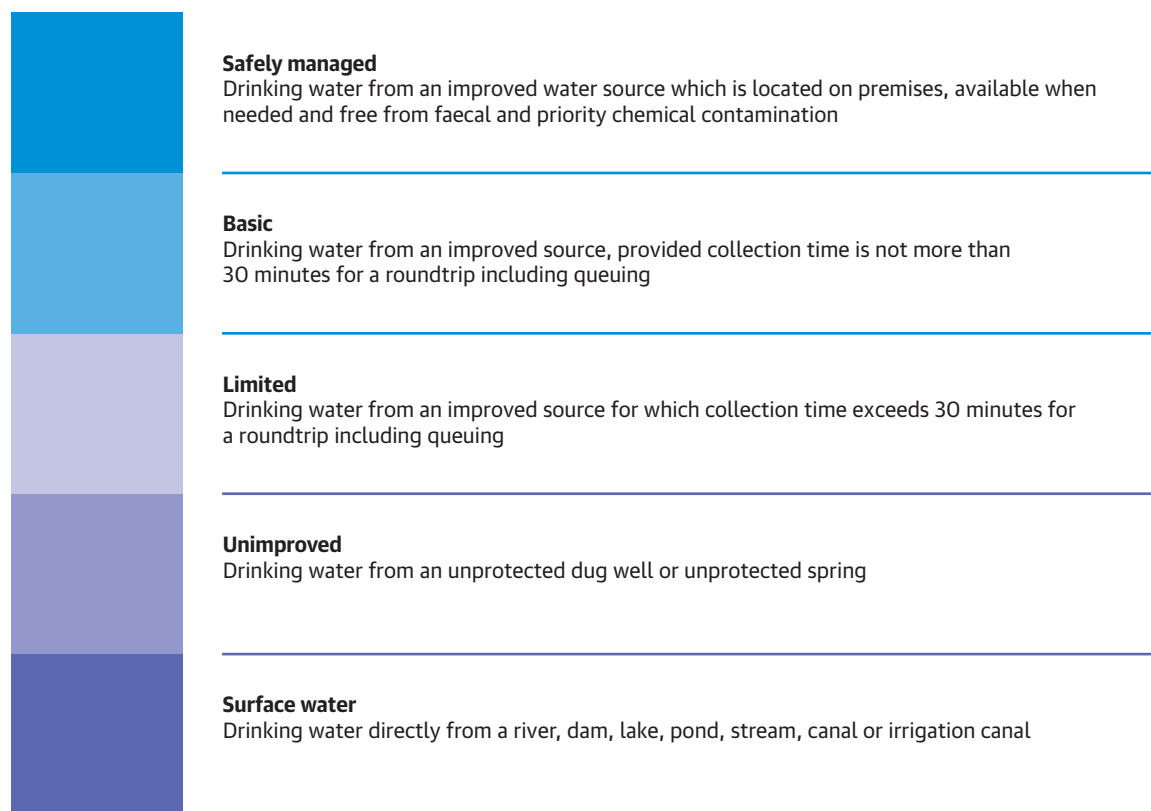 Safely managed
Drinking water from an improved water source which is located on premises, available when
needed and free from faecal and priority chemical contamination
Basic
Drinking water from an improved source, provided collection time is not more than
30 minutes for a roundtrip including queuing
Limited
Drinking water from an improved source for which collection time exceeds 30 minutes for
a roundtrip including queuing
Unimproved
Drinking water from an unprotected dug well or unprotected spring
Surface water
Drinking water directly from a river, dam, lake, pond, stream, canal or irrigation canal